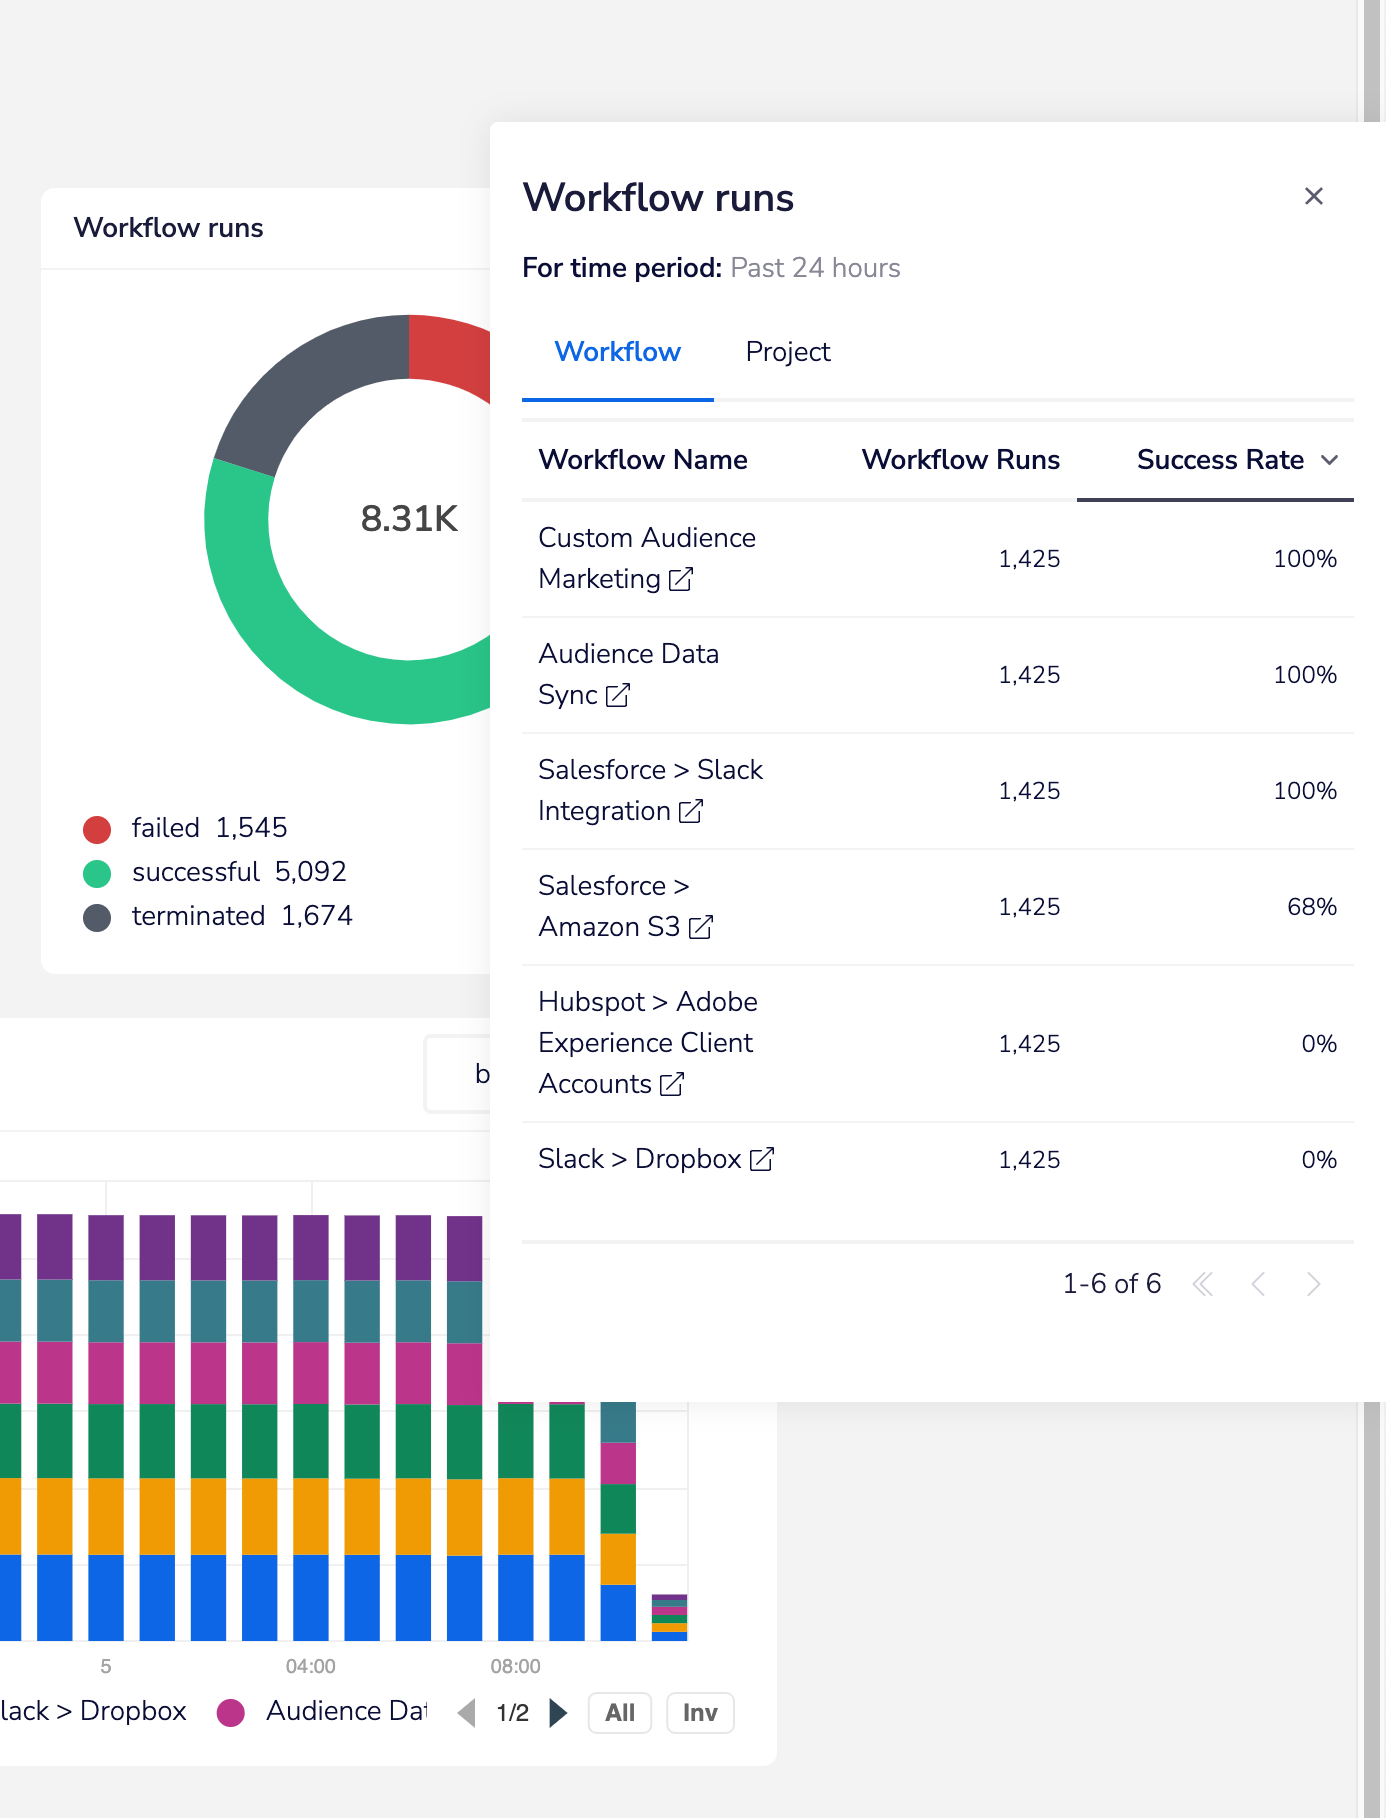 Workflow runs
8.31K
failed 1,545
successful 5,092
terminated 1,674
Workflow runs
For time period: Past 24 hours
Workflow Project
Workflow Name Workflow Runs Success Rate
Custom Audience
Marketing 1,425 100%
Audience Data
Sync 1,425 100%
Salesforce > Slack
Integration 1,425 100%
Salesforce >
Amazon S3 1,425 68%
Hubspot > Adobe
Experience Client
Accounts 1,425 0%
Slack > Dropbox 1,425 0%
1-6 of 6
b
5 04:00 08:00
lack > Dropbox Audience Dat 1/2 All Inv